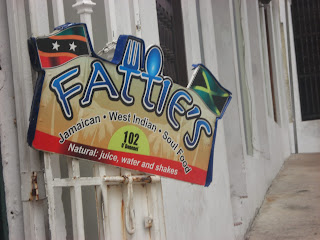 FATTIE'S
Jamaican • West Indian • Soul Food
102
Natural: juice, water and shakes